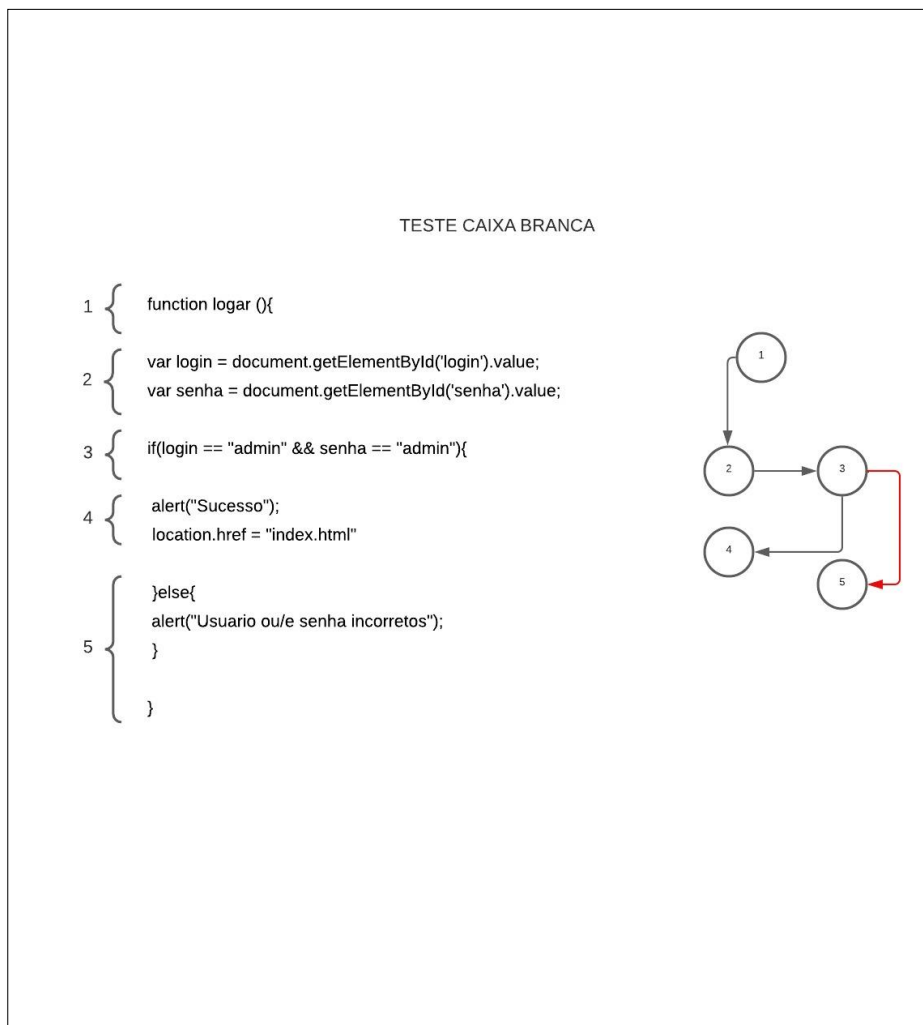 TESTE CAIXA BRANCA
1
function logar (){
2
var login = document.getElementById('login').value;
var senha = document.getElementById('senha').value;
3
if(login == "admin" && senha == "admin"){
4
alert("Sucesso");
location.href = "index.html"
5
}else{
alert("Usuario ou/e senha incorretos");
}
}
1
2
3
4
5